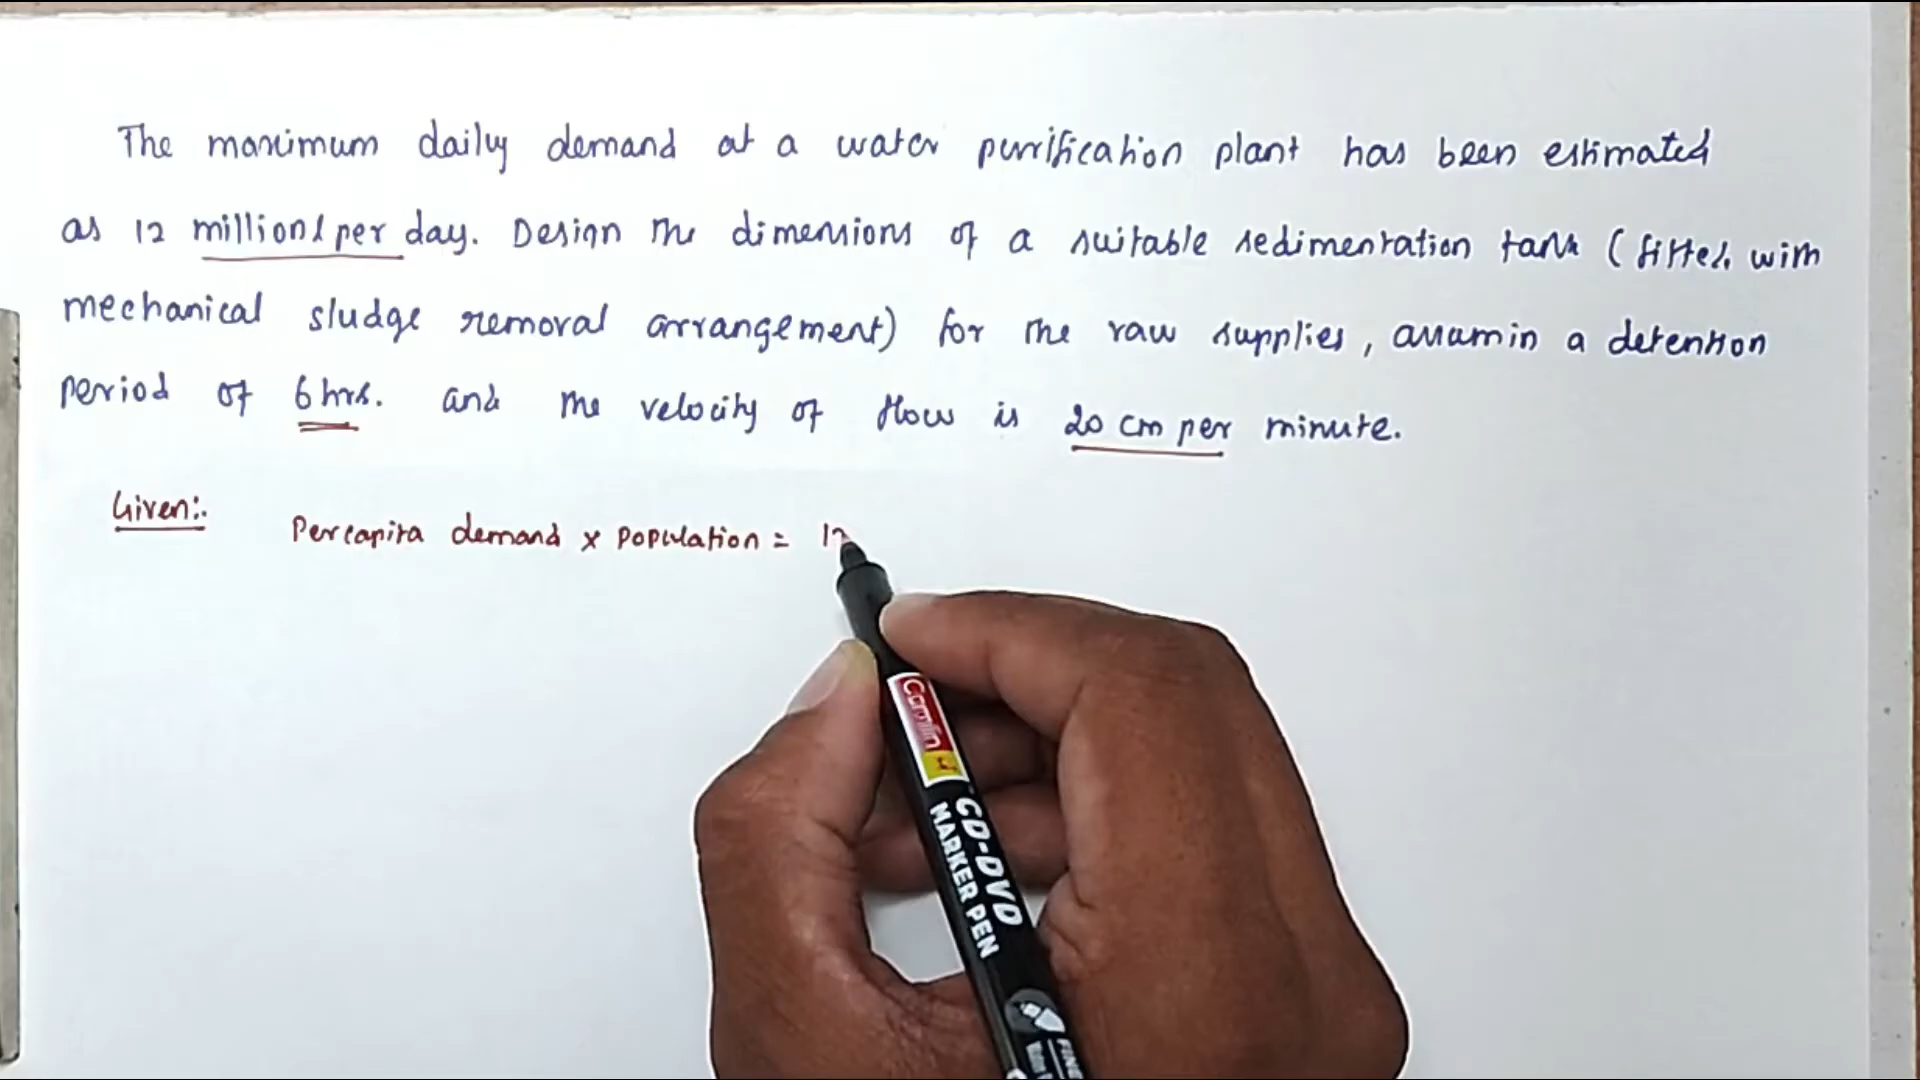 The maximum daily demand at a water purification plant has been estimated
as 12 million l per day. Design the dimensions of a suitable sedimentation tank (fitted with
mechanical sludge removal arrangement) for the raw supplies, assumin a detention
period of 6 hrs. and the velocity of flow is 20 cm per minute.
Given:.
Percapita demand x population = 12
Camlin
CD-DVD
MARKER PEN
FINE